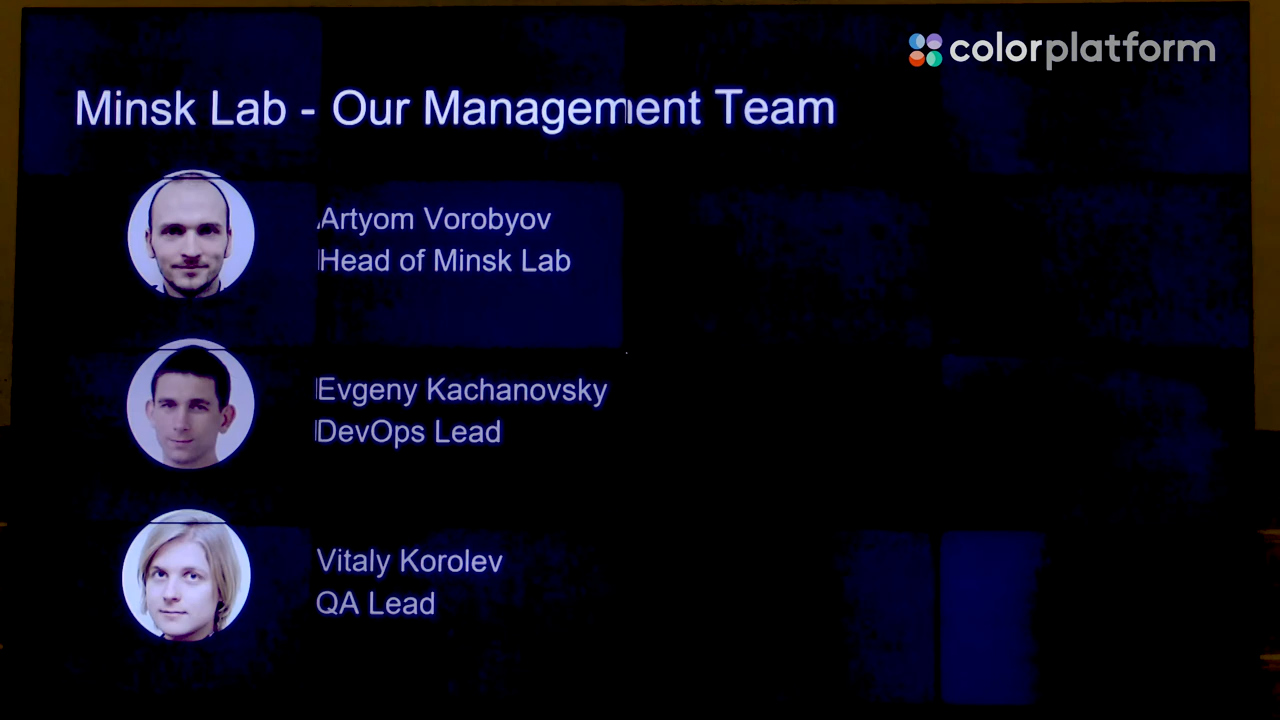 colorplatform
Minsk Lab - Our Management Team
Artyom Vorobyov
Head of Minsk Lab
Evgeny Kachanovsky
DevOps Lead
Vitaly Korolev
QA Lead